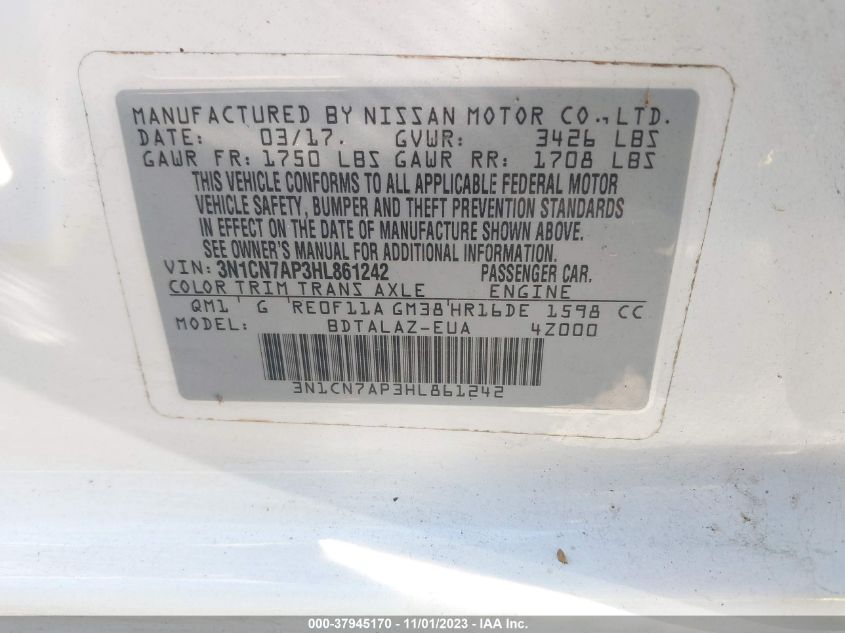 MANUFACTURED BY NISSAN MOTOR CO.,LTD.
DATE: 03/17. GVWR: 3426 LBS
GAWR FR: 1750 LBS GAWR RR: 1708 LBS
THIS VEHICLE CONFORMS TO ALL APPLICABLE FEDERAL MOTOR
VEHICLE SAFETY, BUMPER AND THEFT PREVENTION STANDARDS
IN EFFECT ON THE DATE OF MANUFACTURE SHOWN ABOVE.
SEE OWNER'S MANUAL FOR ADDITIONAL INFORMATION.
VIN: 3N1CN7AP3HL861242 PASSENGER CAR.
COLOR TRIM TRANS AXLE ENGINE
QM1 G RE0F11A GM38 HR16DE 1598 CC
MODEL: BDTALAZ-EUA 4Z000
3N1CN7AP3HL861242
000-37945170 - 11/01/2023 - IAA Inc.